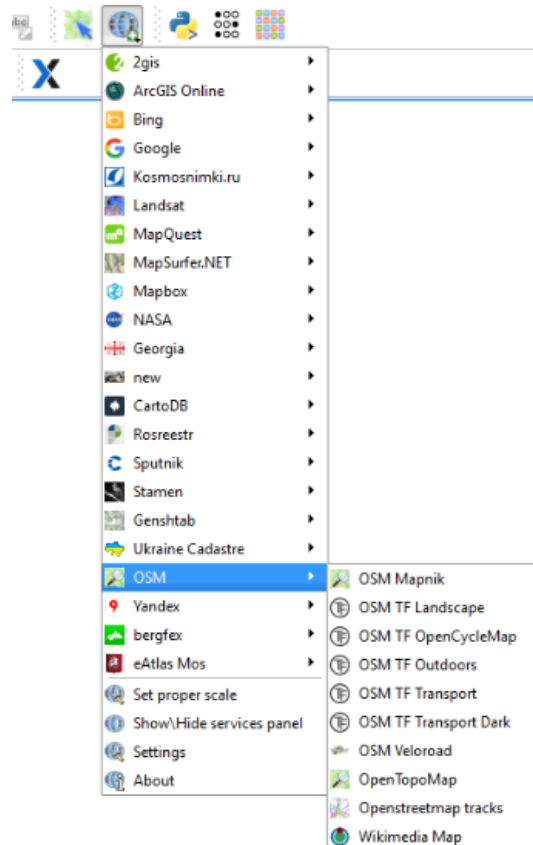 abc
2gis
ArcGIS Online
Bing
Google
Kosmosnimki.ru
Landsat
MapQuest
MapSurfer.NET
Mapbox
NASA
Georgia
new
CartoDB
Rosreestr
Sputnik
Stamen
Genshtab
Ukraine Cadastre
OSM
Yandex
bergfex
eAtlas Mos
Set proper scale
Show\Hide services panel
Settings
About
OSM Mapnik
OSM TF Landscape
OSM TF OpenCycleMap
OSM TF Outdoors
OSM TF Transport
OSM TF Transport Dark
OSM Veloroad
OpenTopoMap
Openstreetmap tracks
Wikimedia Map